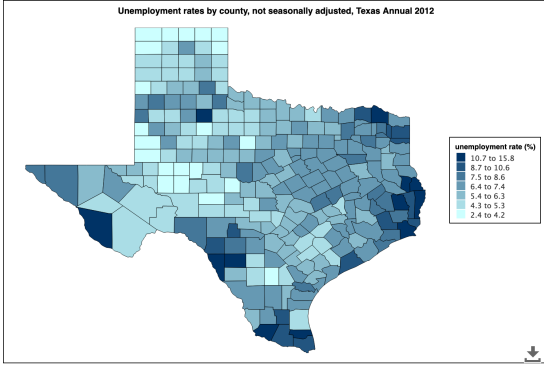 Unemployment rates by county, not seasonally adjusted, Texas Annual 2012
unemployment rate (%)
10.7 to 15.8
8.7 to 10.6
7.5 to 8.6
6.4 to 7.4
5.4 to 6.3
4.3 to 5.3
2.4 to 4.2